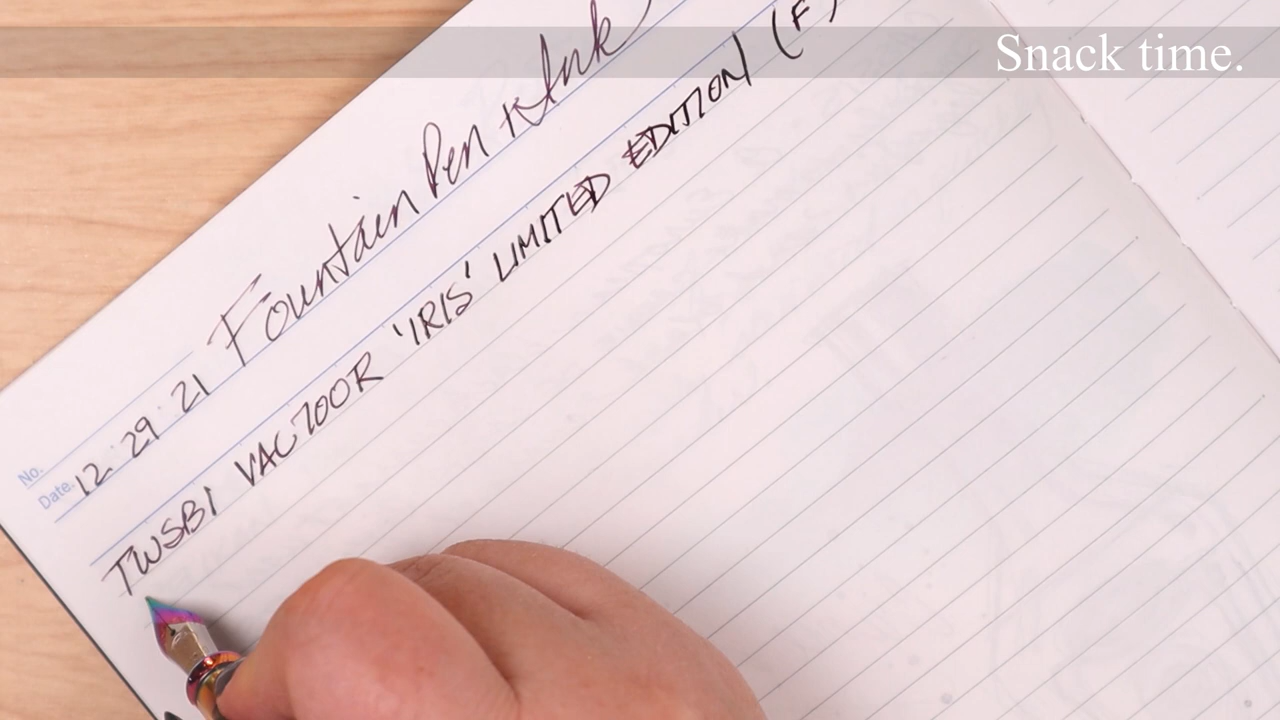 Snack time.
Fountain Pen & Ink
No.
Date. 12 29 21
TWSBI VAC700R 'IRIS' LIMITED EDITION (F)